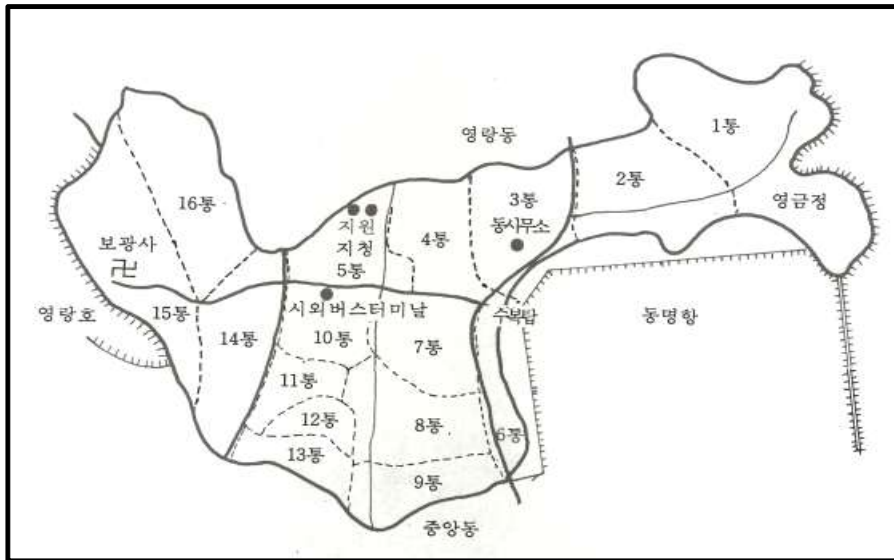 1통
영랑동
2통
16통
3통
영금정
동사무소
지원
4통
지청
보광사
5통
卍
시외버스터미날
수복탑
동명항
영랑호
15통
14통
10통
7통
11통
12통
8통
6통
13통
9통
중앙동